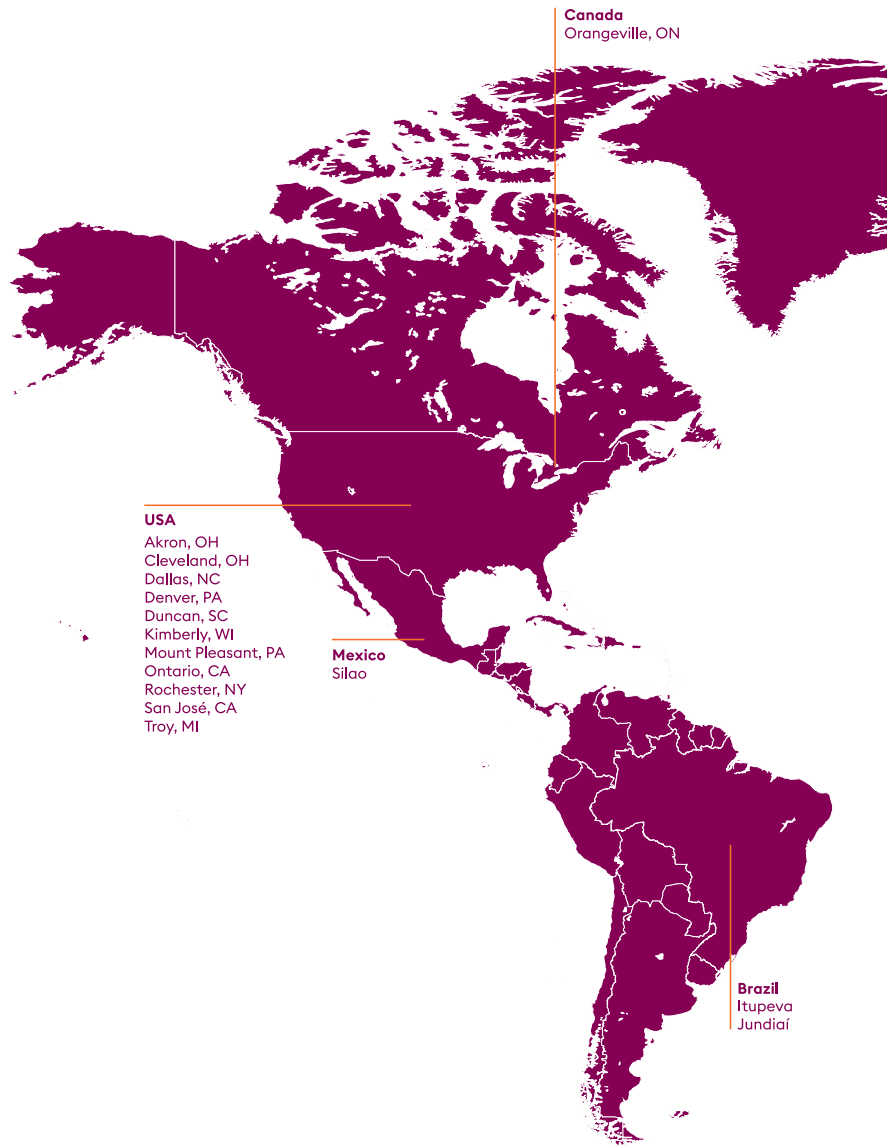 Canada
Orangeville, ON
USA
Akron, OH
Cleveland, OH
Dallas, NC
Denver, PA
Duncan, SC
Kimberly, WI
Mount Pleasant, PA
Ontario, CA
Rochester, NY
San José, CA
Troy, MI
Mexico
Silao
Brazil
Itupeva
Jundiaí